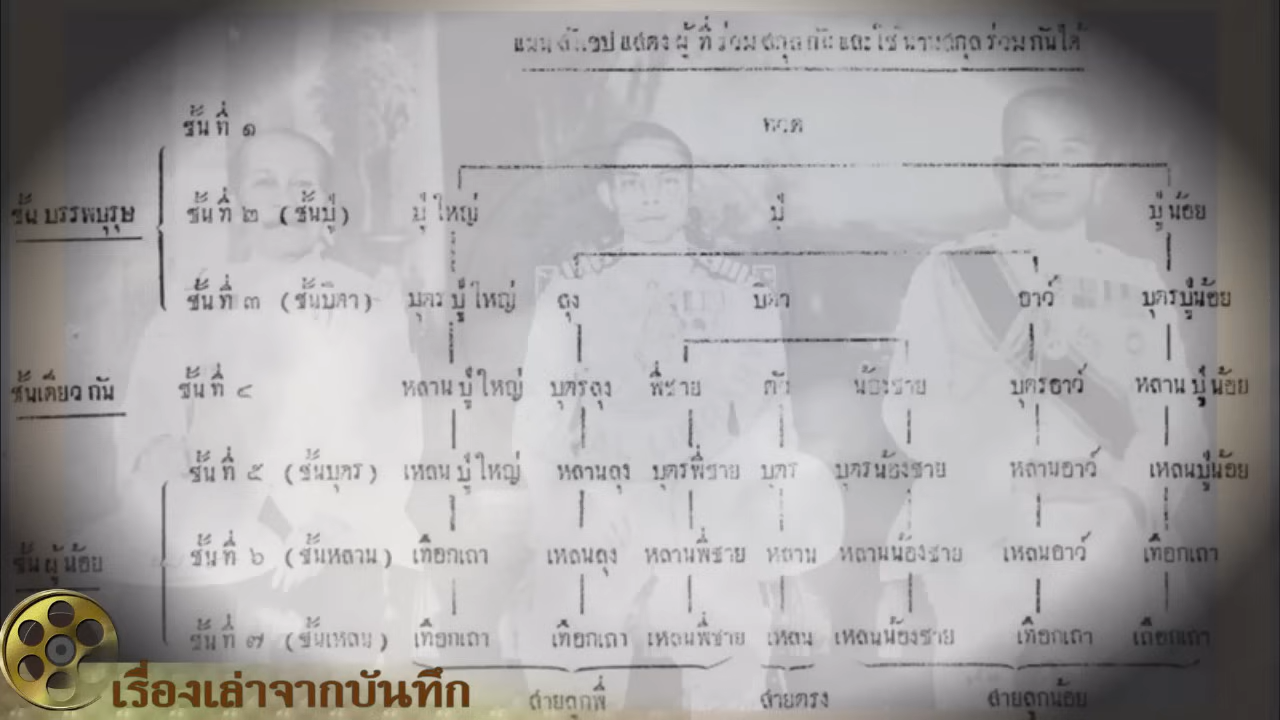 แผนสังเขปแสดงผู้ที่ร่วมสกุลกันและใช้นามสกุลร่วมกันได้
ชั้นที่ ๑ ทวด
ชั้นบรรพบุรุษ ชั้นที่ ๒ (ชั้นปู่) ปู่ใหญ่ ปู่ ปู่น้อย
ชั้นที่ ๓ (ชั้นบิดา) บุตรปู่ใหญ่ ลุง บิดา อาว์ บุตรปู่น้อย
ชั้นเดียวกัน ชั้นที่ ๔ หลานปู่ใหญ่ บุตรลุง พี่ชาย ตัว น้องชาย บุตรอาว์ หลานปู่น้อย
ชั้นที่ ๕ (ชั้นบุตร) เหลนปู่ใหญ่ หลานลุง บุตรพี่ชาย บุตร บุตรน้องชาย หลานอาว์ เหลนปู่น้อย
ชั้นผู้น้อย ชั้นที่ ๖ (ชั้นหลาน) เทือกเถา เหลนลุง หลานพี่ชาย หลาน หลานน้องชาย เหลนอาว์ เทือกเถา
ชั้นที่ ๗ (ชั้นเหลน) เทือกเถา เทือกเถา เหลนพี่ชาย เหลน เหลนน้องชาย เทือกเถา เถือกเถา
สายลูกพี่ สายตรง สายลูกน้อย
เรื่องเล่าจากบันทึก